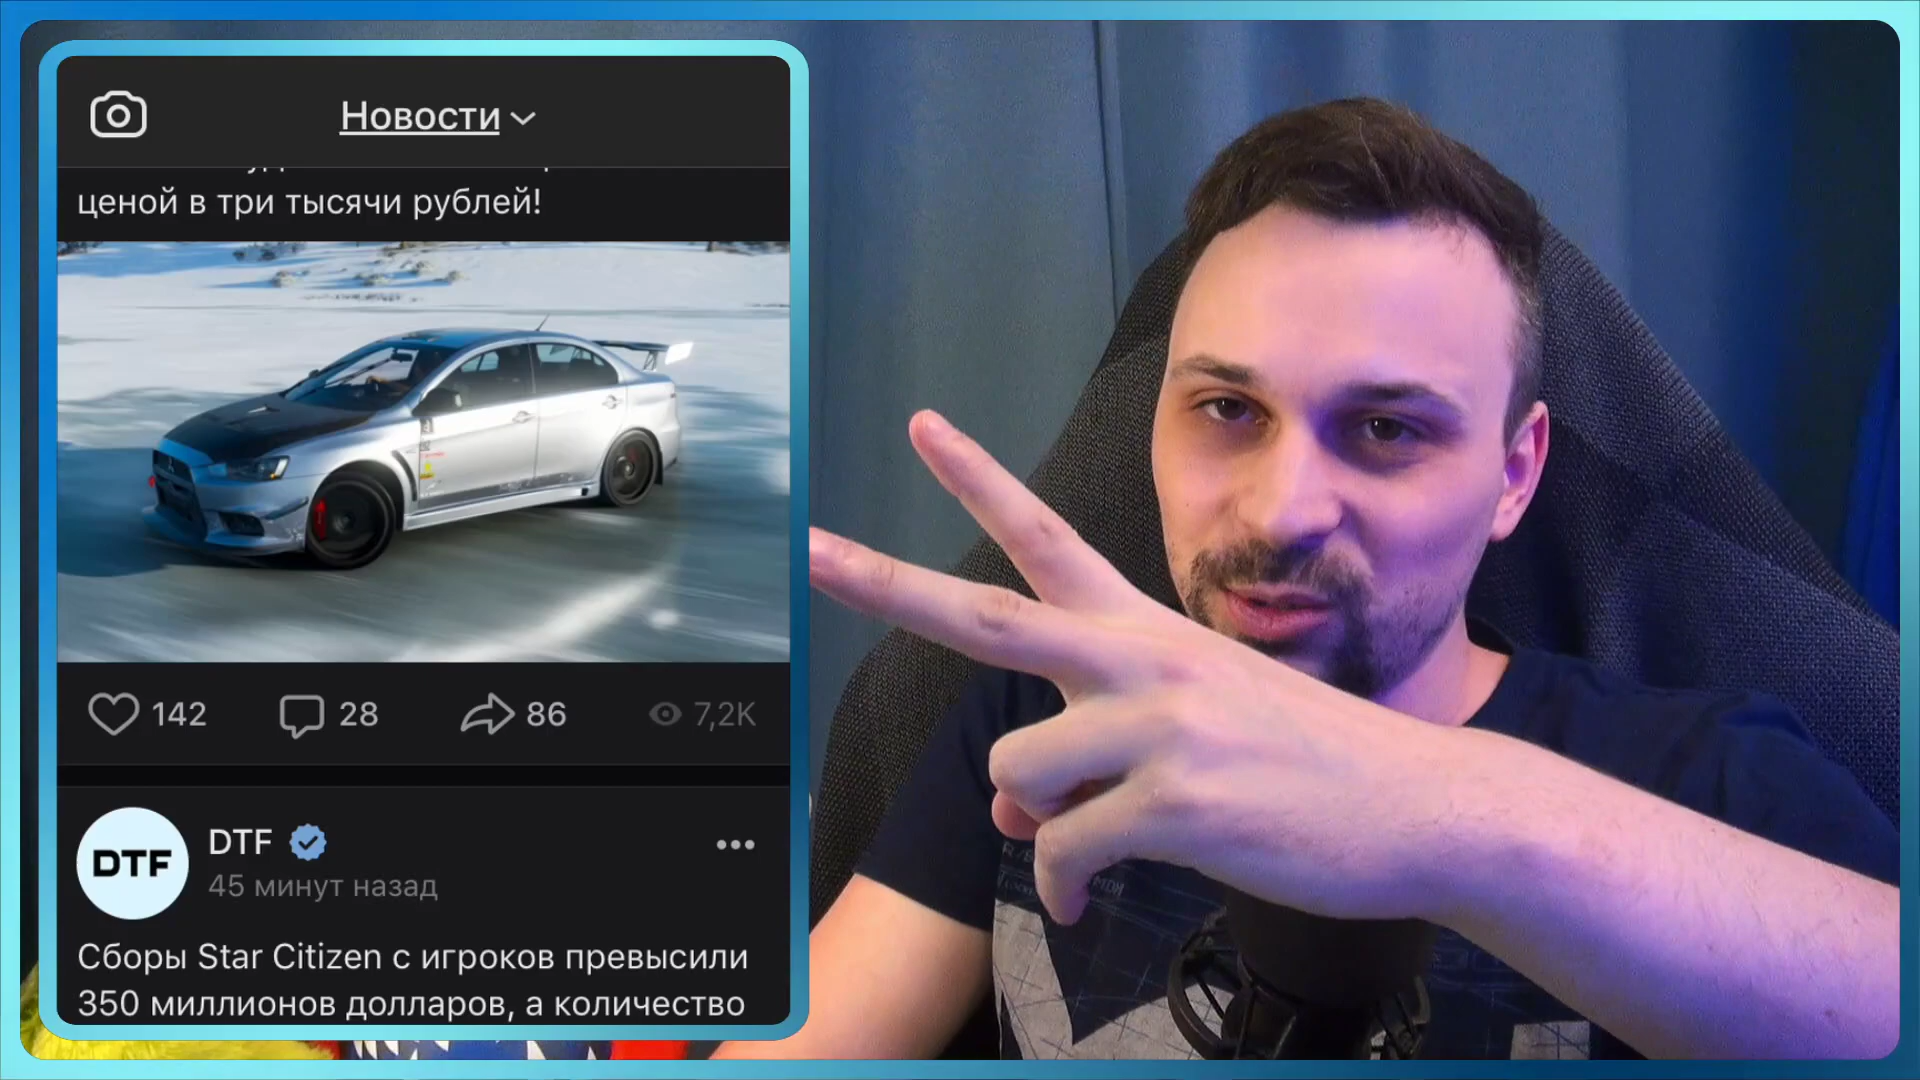 Новости
ценой в три тысячи рублей!
142
28
86
7,2K
DTF
DTF
45 минут назад
Сборы Star Citizen с игроков превысили
350 миллионов долларов, а количество